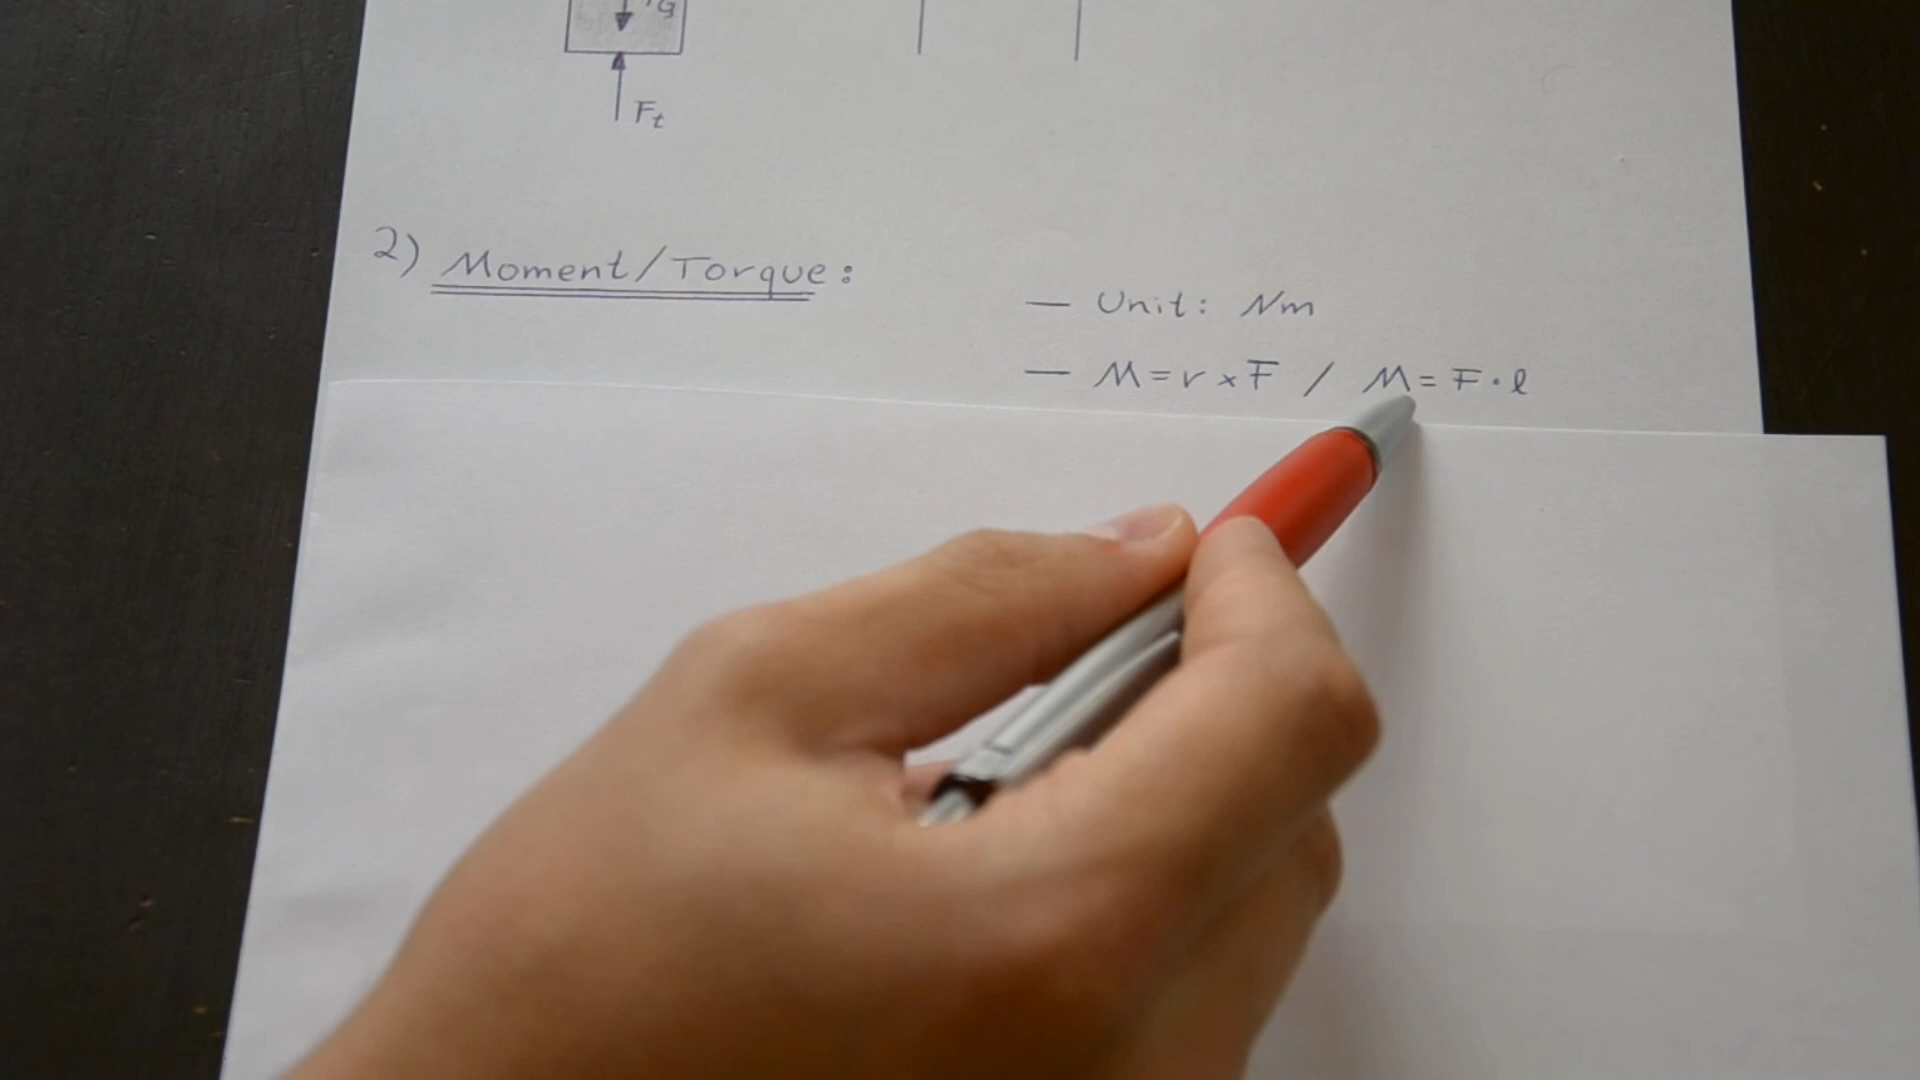 Ft
2) Moment/Torque:
— Unit: Nm
— M = r × F / M = F · l